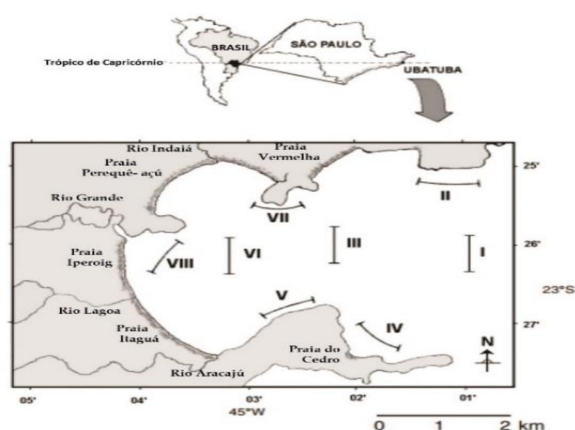 BRASIL
SÃO PAULO
Trópico de Capricórnio
UBATUBA
Rio Indaiá
Praia
Vermelha
Praia
Perequê- açú
Rio Grande
25'
II
VII
III
VI
VIII
I
26'
Praia
Iperoig
23°S
V
Rio Lagoa
Praia
Itaguá
IV
27'
Praia do
Cedro
N
Rio Aracajú
05'
04'
03'
02'
01'
45°W
0 1 2 km